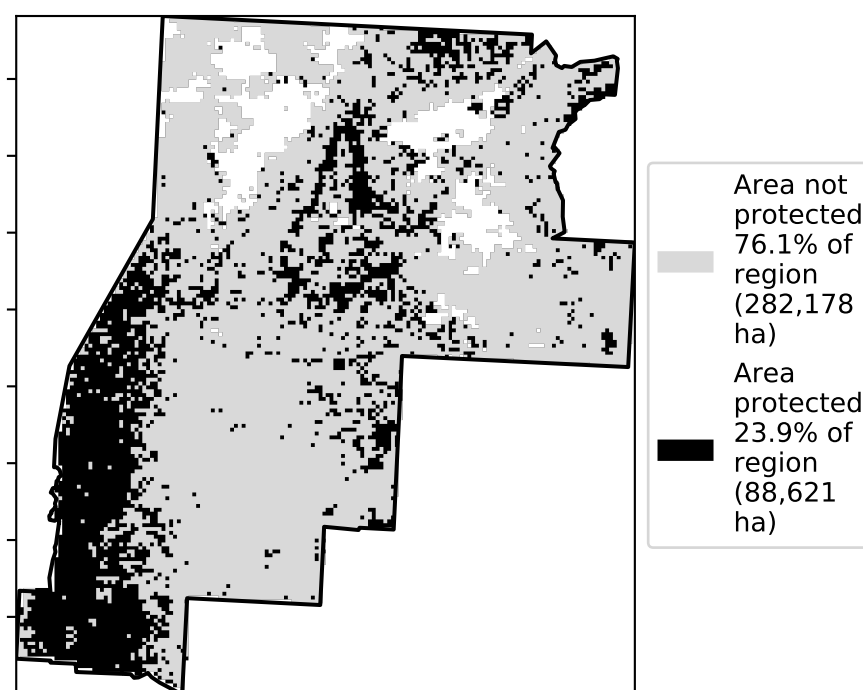 Area not
protected
76.1% of
region
(282,178
ha)
Area
protected
23.9% of
region
(88,621
ha)